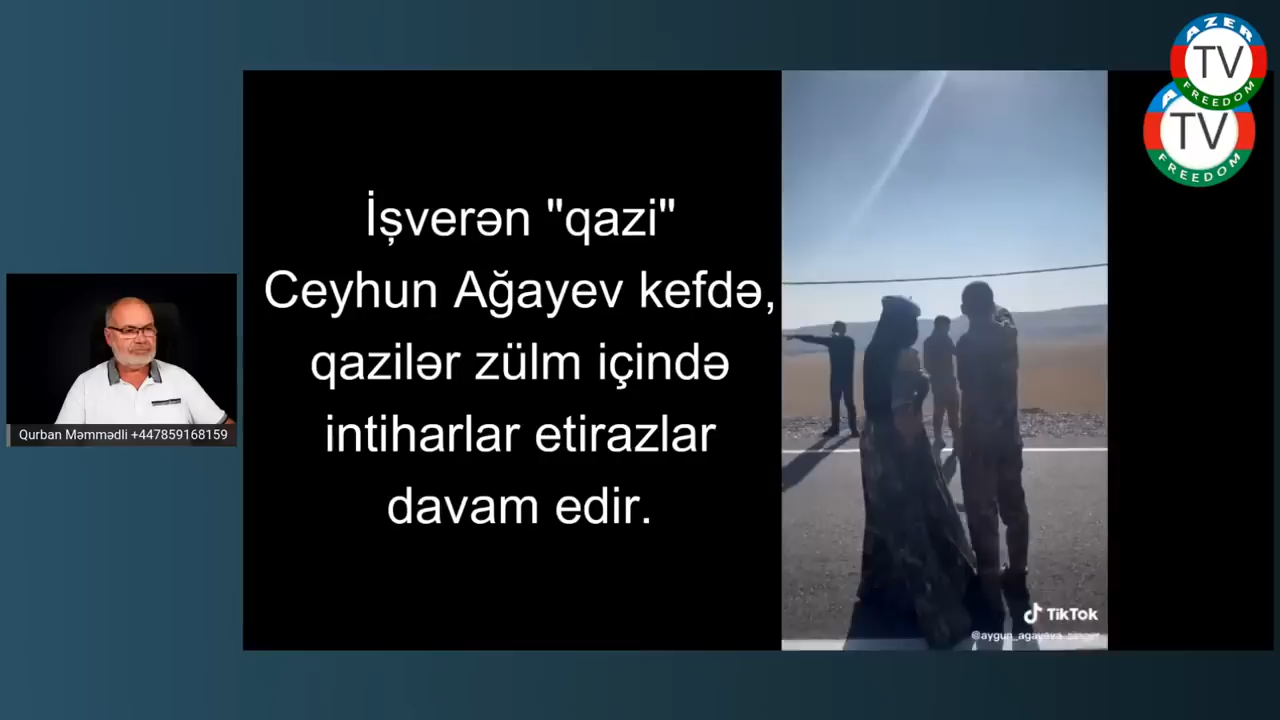 AZER
TV
FREEDOM
A
TV
FREEDOM
İşverən "qazi"
Ceyhun Ağayev kefdə,
qazilər zülm içində
intiharlar etirazlar
davam edir.
Qurban Məmmədli +447859168159
TikTok
@aygun_agayeva_singer